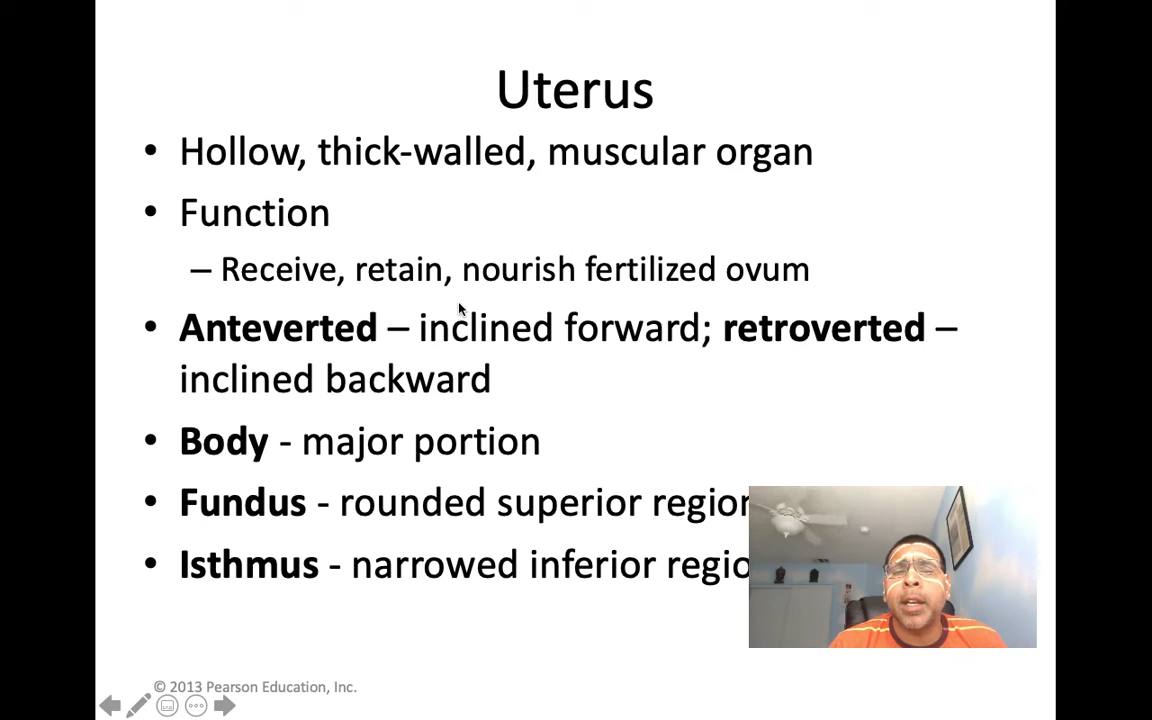 Uterus
• Hollow, thick-walled, muscular organ
• Function
– Receive, retain, nourish fertilized ovum
• Anteverted – inclined forward; retroverted –
inclined backward
• Body - major portion
• Fundus - rounded superior region
• Isthmus - narrowed inferior regio
© 2013 Pearson Education, Inc.